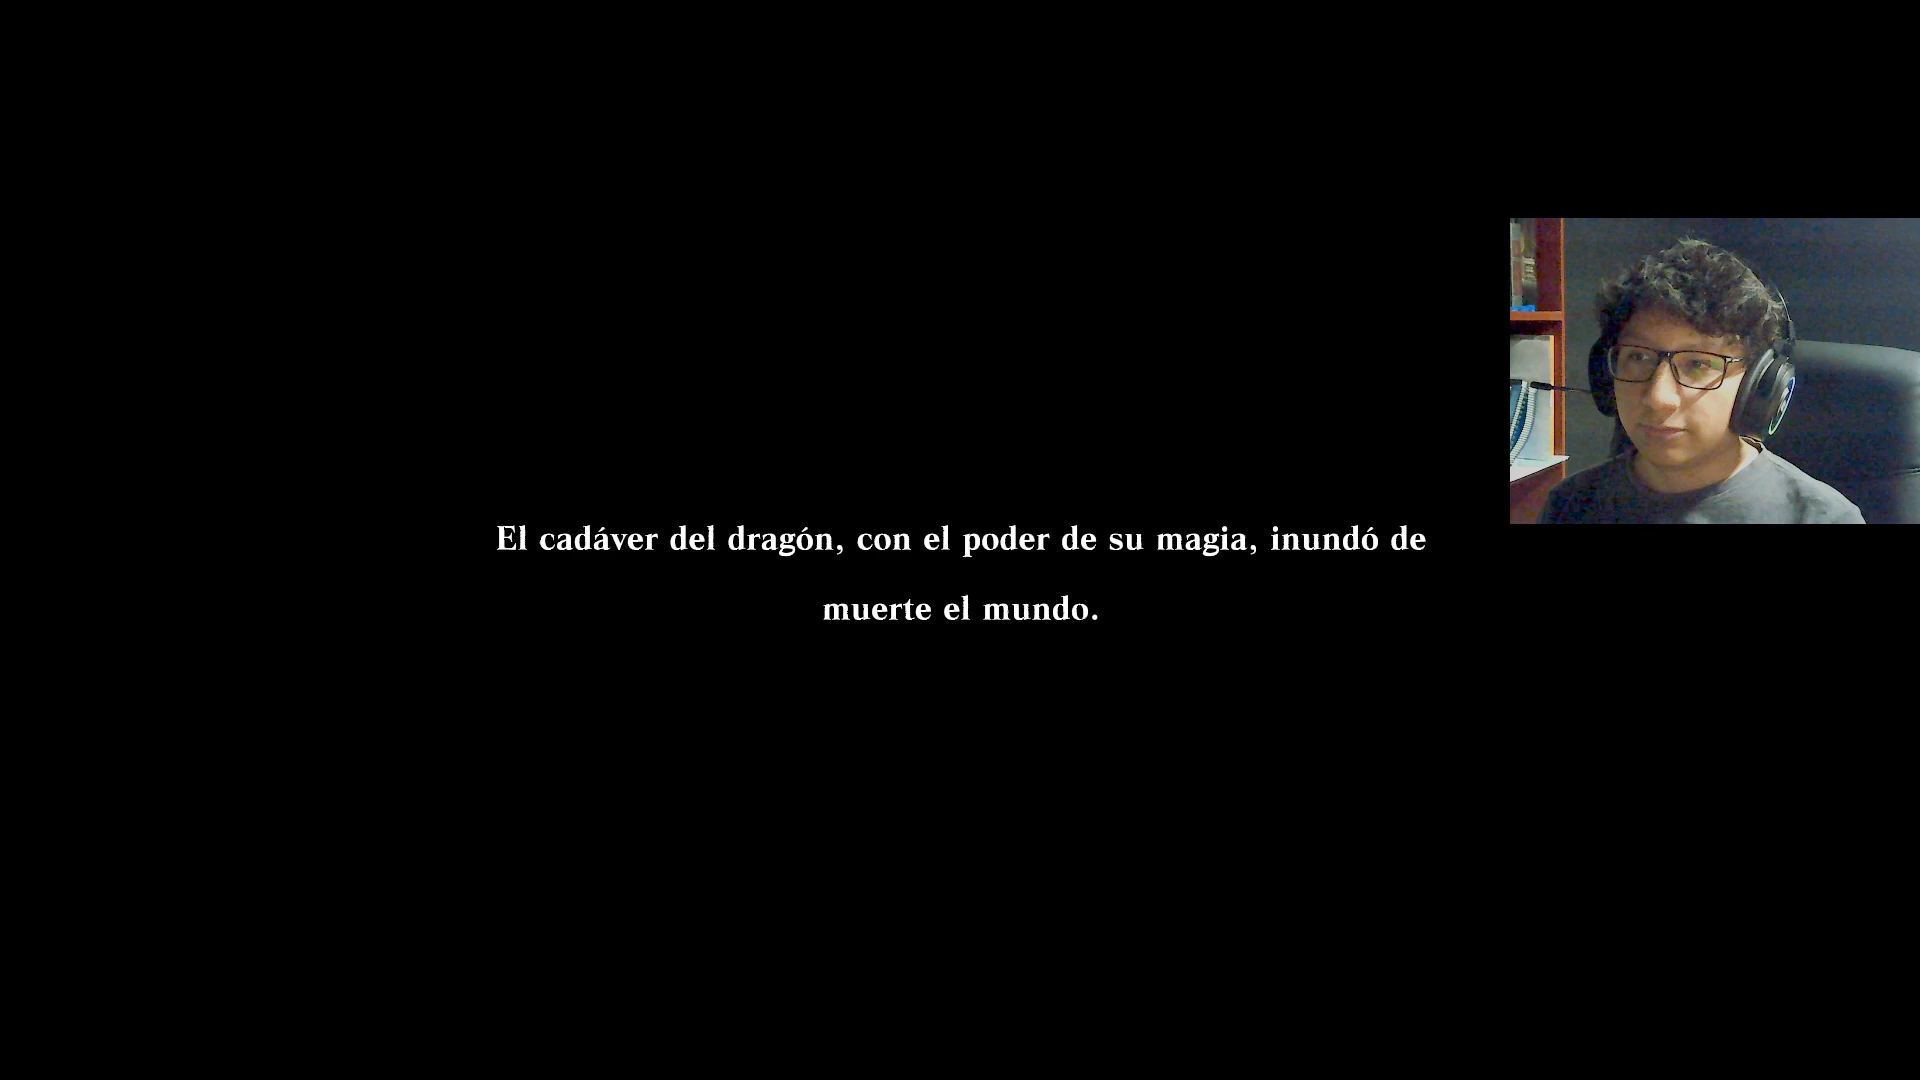 El cadáver del dragón, con el poder de su magia, inundó de
muerte el mundo.